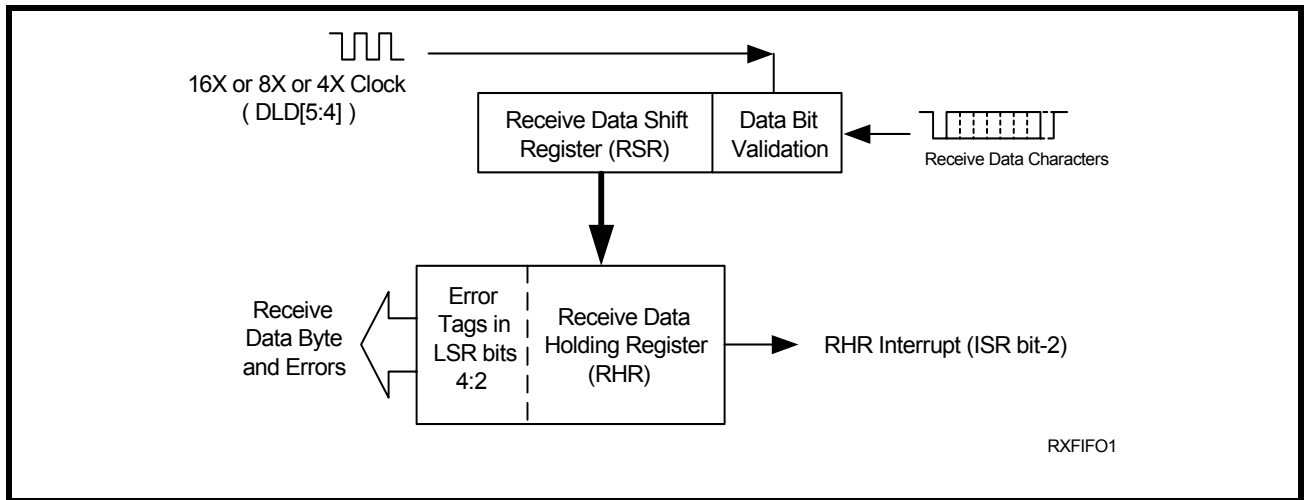 16X or 8X or 4X Clock
( DLD[5:4] )
Receive Data Shift
Register (RSR)
Data Bit
Validation
Receive Data Characters
Receive
Data Byte
and Errors
Error
Tags in
LSR bits
4:2
Receive Data
Holding Register
(RHR)
RHR Interrupt (ISR bit-2)
RXFIFO1